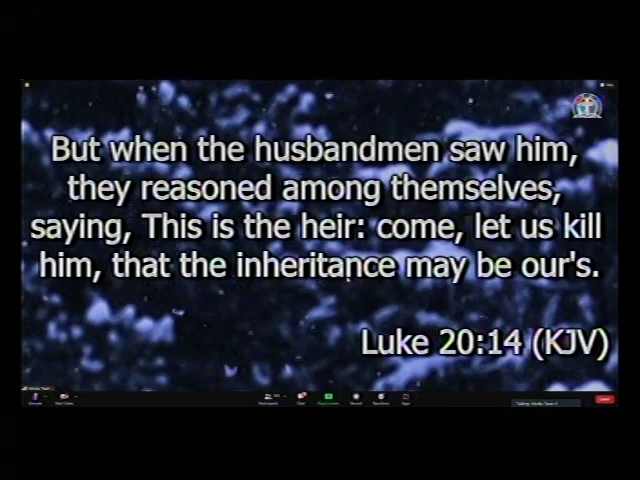 But when the husbandmen saw him,
they reasoned among themselves,
saying, This is the heir: come, let us kill
him, that the inheritance may be our's.
Luke 20:14 (KJV)